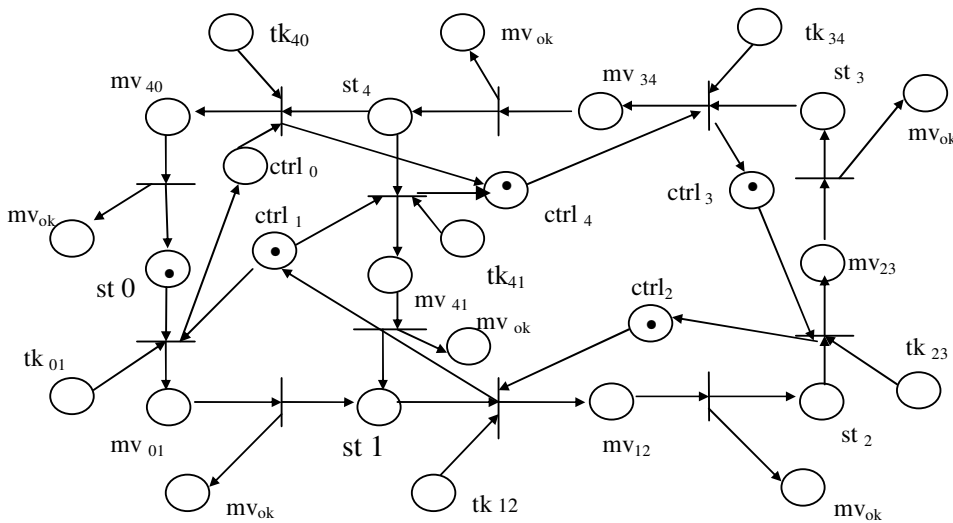 tk40
mv ok
tk 34
mv 40
st 4
mv 34
st 3
mvok
ctrl 0
ctrl 4
ctrl 3
mvok
ctrl 1
st 0
tk41
mv23
ctrl2
mv 41
mvok
tk 01
tk 23
mv 01
st 1
mv12
st 2
mvok
tk 12
mvok